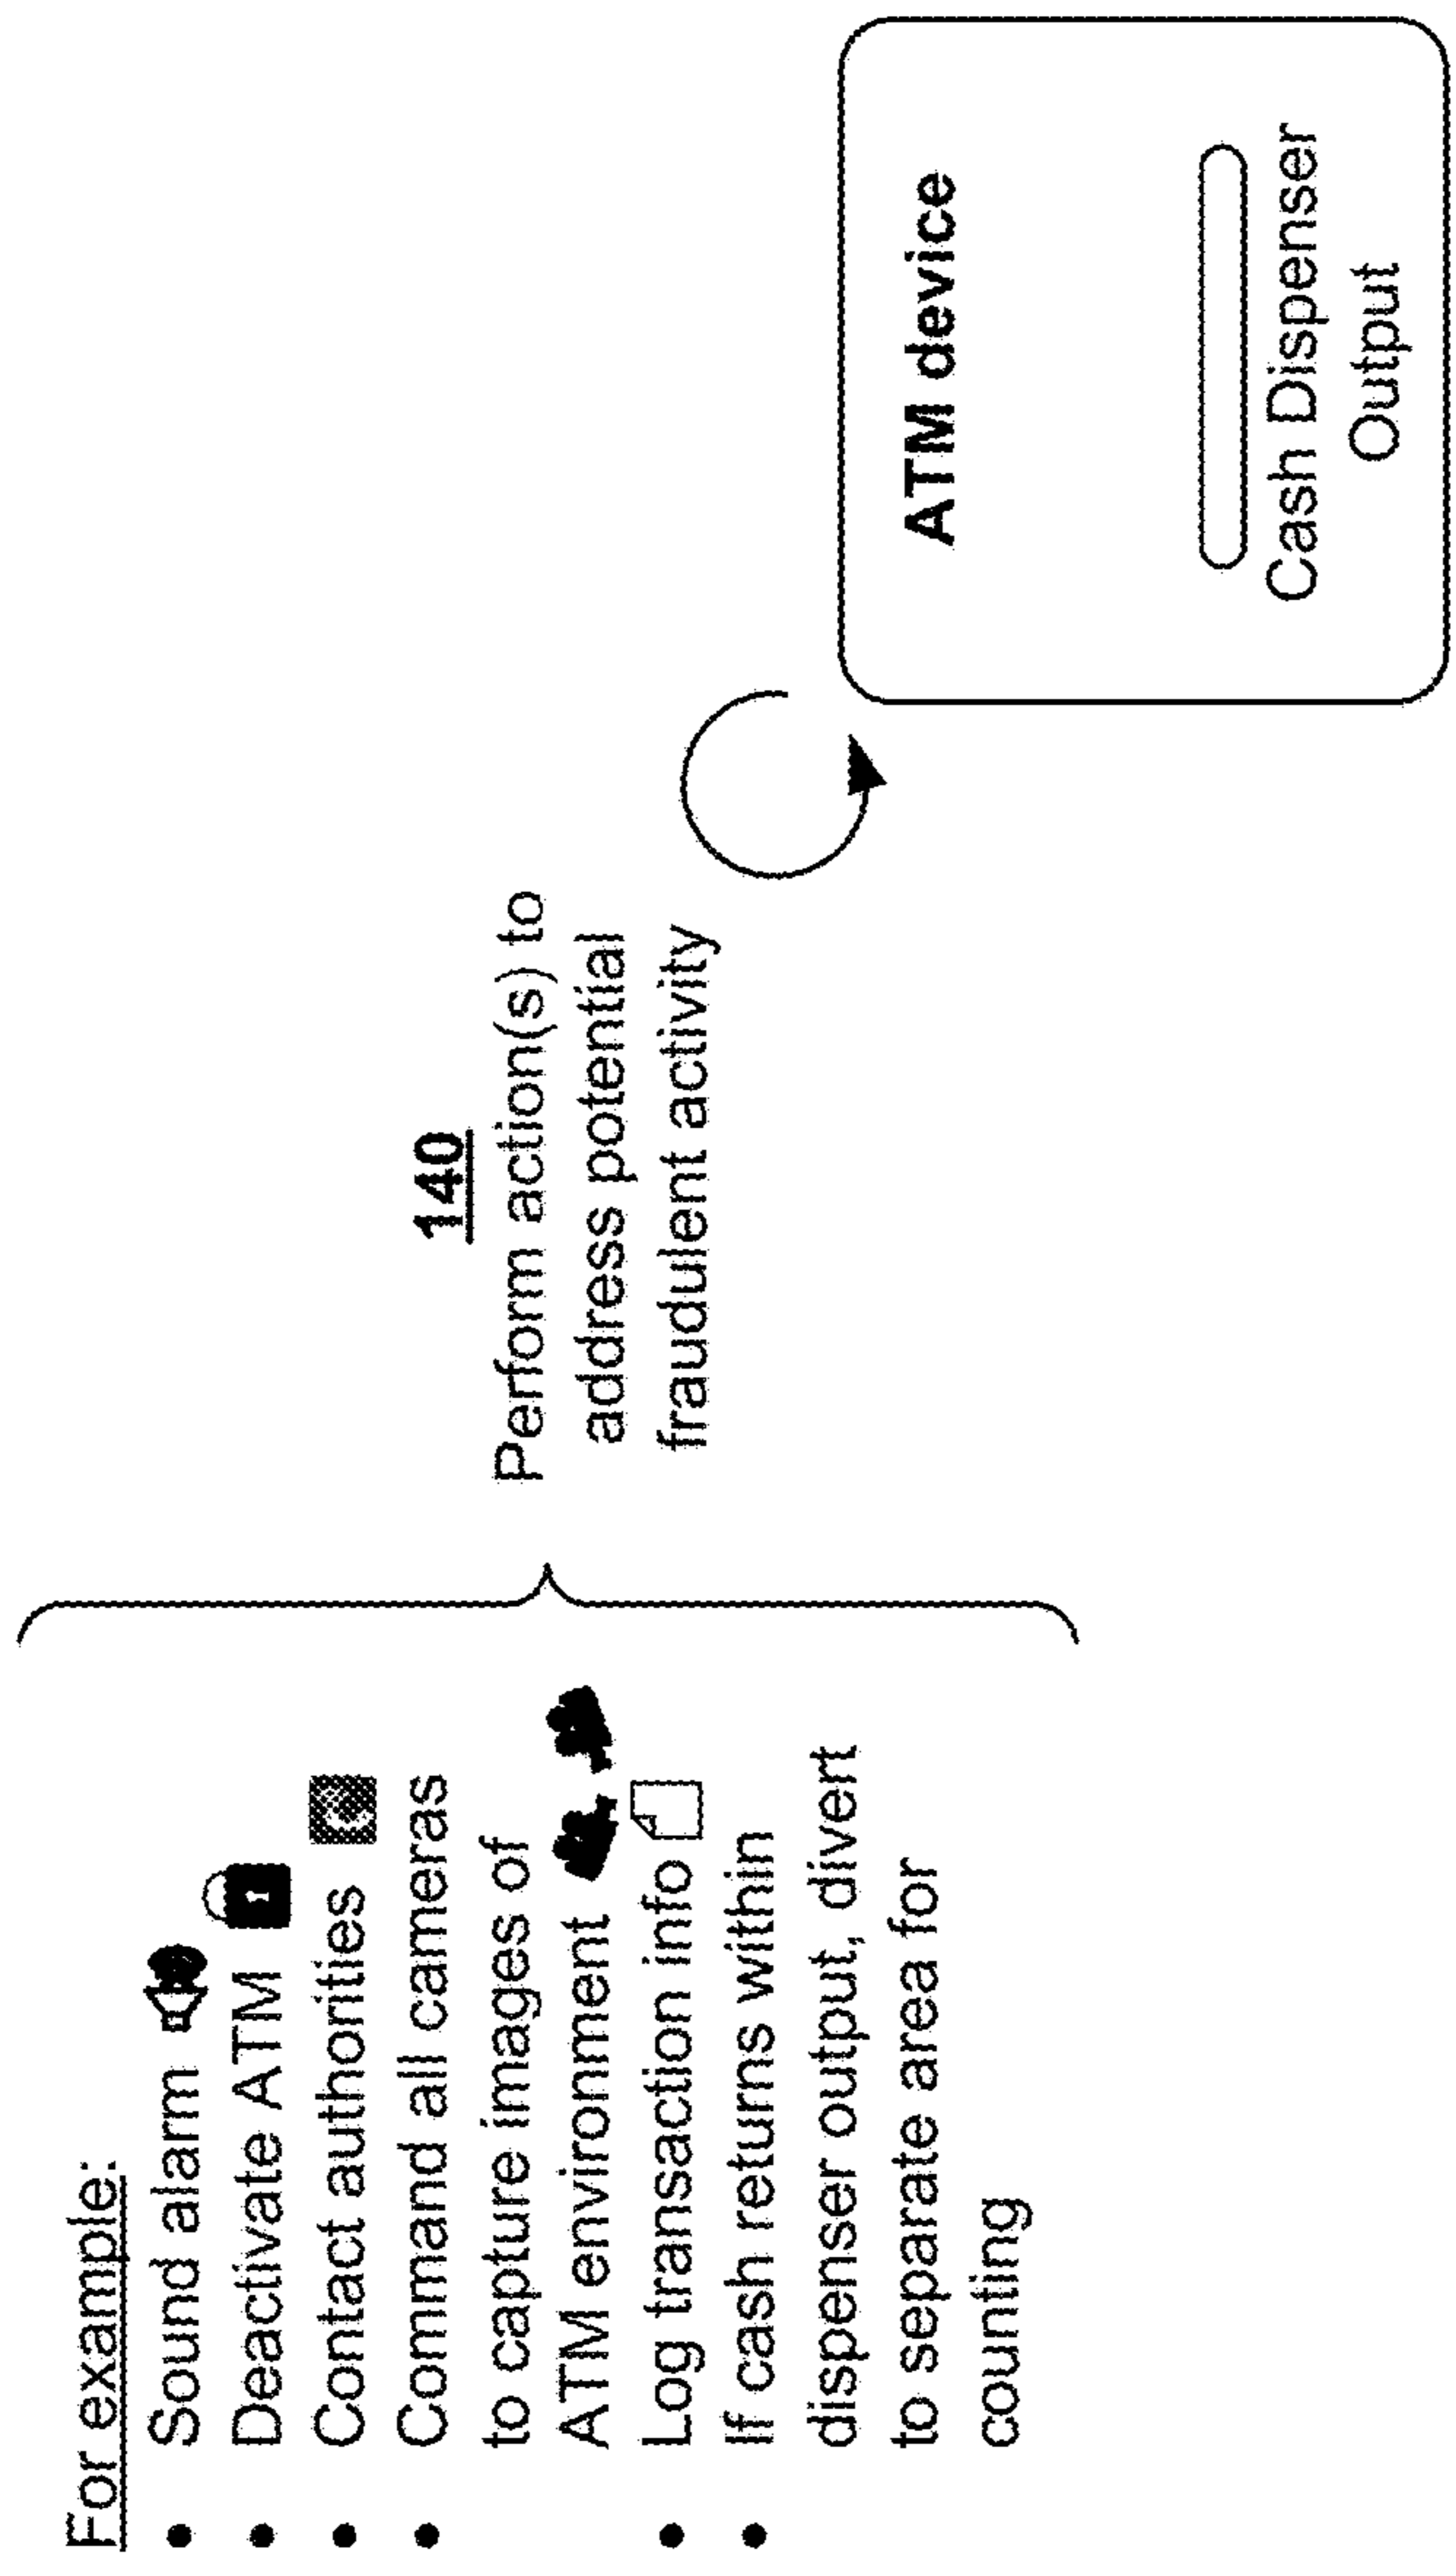 For example:
• Sound alarm
• Deactivate ATM
• Contact authorities
• Command all cameras
to capture images of
ATM environment
• Log transaction info
• If cash returns within
dispenser output, divert
to separate area for
counting
140
Perform action(s) to
address potential
fraudulent activity
ATM device
Cash Dispenser
Output